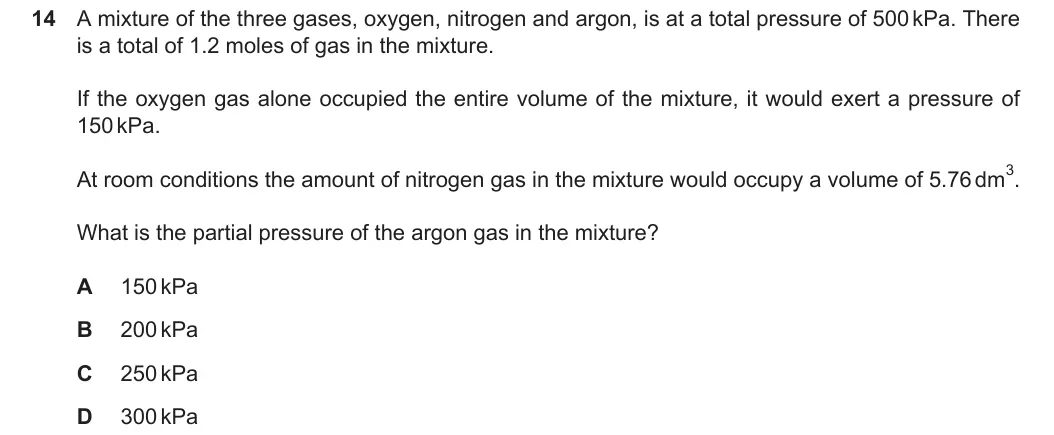 14 A mixture of the three gases, oxygen, nitrogen and argon, is at a total pressure of 500 kPa. There
is a total of 1.2 moles of gas in the mixture.
If the oxygen gas alone occupied the entire volume of the mixture, it would exert a pressure of
150 kPa.
At room conditions the amount of nitrogen gas in the mixture would occupy a volume of 5.76 dm³.
What is the partial pressure of the argon gas in the mixture?
A 150 kPa
B 200 kPa
C 250 kPa
D 300 kPa